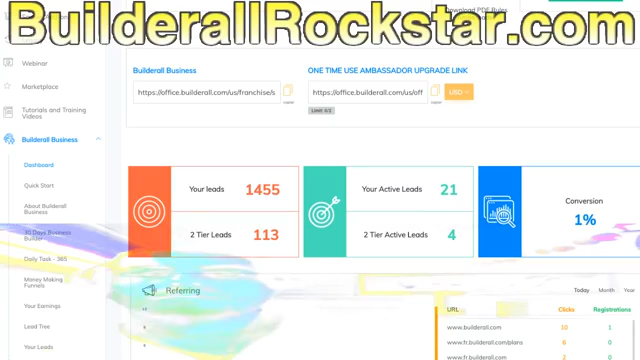 BuilderallRockstar.com
Download PDF Rules
Webinar
Marketplace
Tutorials and Training
Videos
Builderall Business
Dashboard
Quick Start
About Builderall
Business
30 Days Business
Builder
Daily Task - 365
Money Making
Funnels
Your Earnings
Lead Tree
Your Leads
Builderall Business
https://office.builderall.com/us/franchise/s
ONE TIME USE AMBASSADOR UPGRADE LINK
https://office.builderall.com/us/off
USD
Your leads 1455
2 Tier Leads 113
Your Active Leads 21
2 Tier Active Leads 4
Conversion
1%
Referring
Today Month Year
URL Clicks Registrations
www.builderall.com 10 1
www.fr.builderall.com/plans 6 0
www.fr.builderall.com 2 0